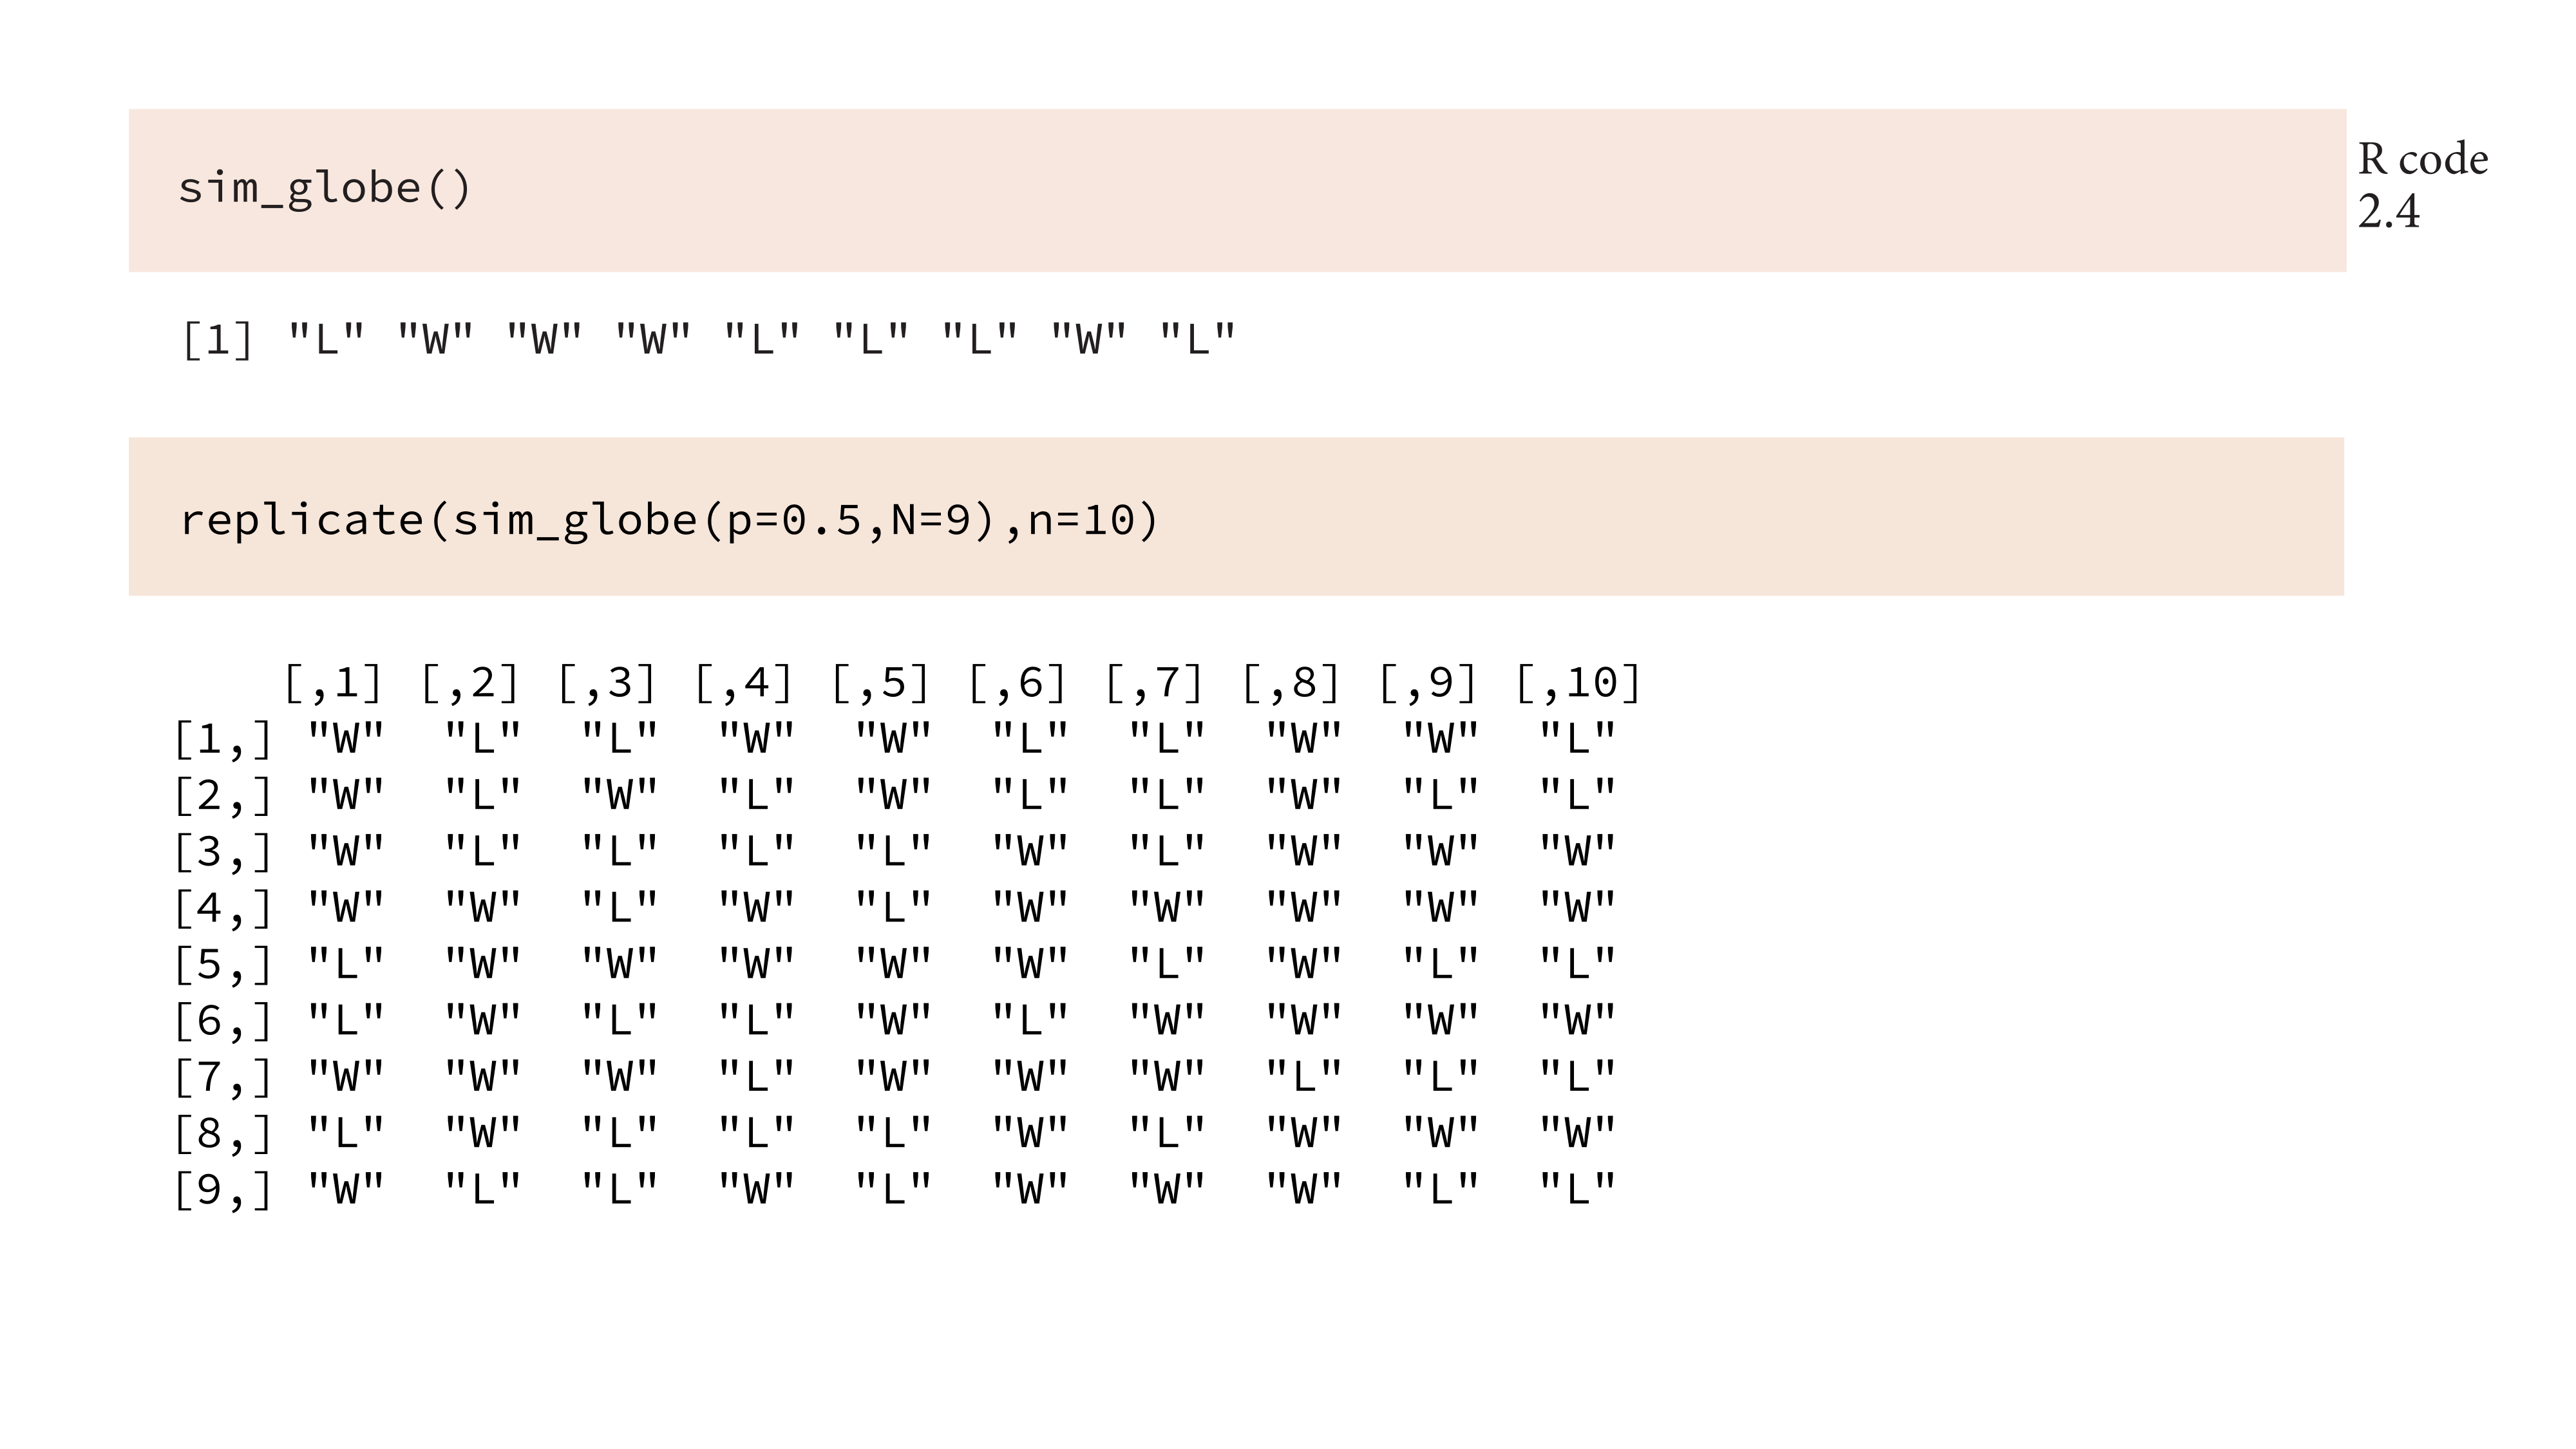 sim_globe()
R code
2.4
[1] "L" "W" "W" "W" "L" "L" "L" "W" "L"
replicate(sim_globe(p=0.5,N=9),n=10)
[,1] [,2] [,3] [,4] [,5] [,6] [,7] [,8] [,9] [,10]
[1,] "W" "L" "L" "W" "W" "L" "L" "W" "W" "L"
[2,] "W" "L" "W" "L" "W" "L" "L" "W" "L" "L"
[3,] "W" "L" "L" "L" "L" "W" "L" "W" "W" "W"
[4,] "W" "W" "L" "W" "L" "W" "W" "W" "W" "W"
[5,] "L" "W" "W" "W" "W" "W" "L" "W" "L" "L"
[6,] "L" "W" "L" "L" "W" "L" "W" "W" "W" "W"
[7,] "W" "W" "W" "L" "W" "W" "W" "L" "L" "L"
[8,] "L" "W" "L" "L" "L" "W" "L" "W" "W" "W"
[9,] "W" "L" "L" "W" "L" "W" "W" "W" "L" "L"